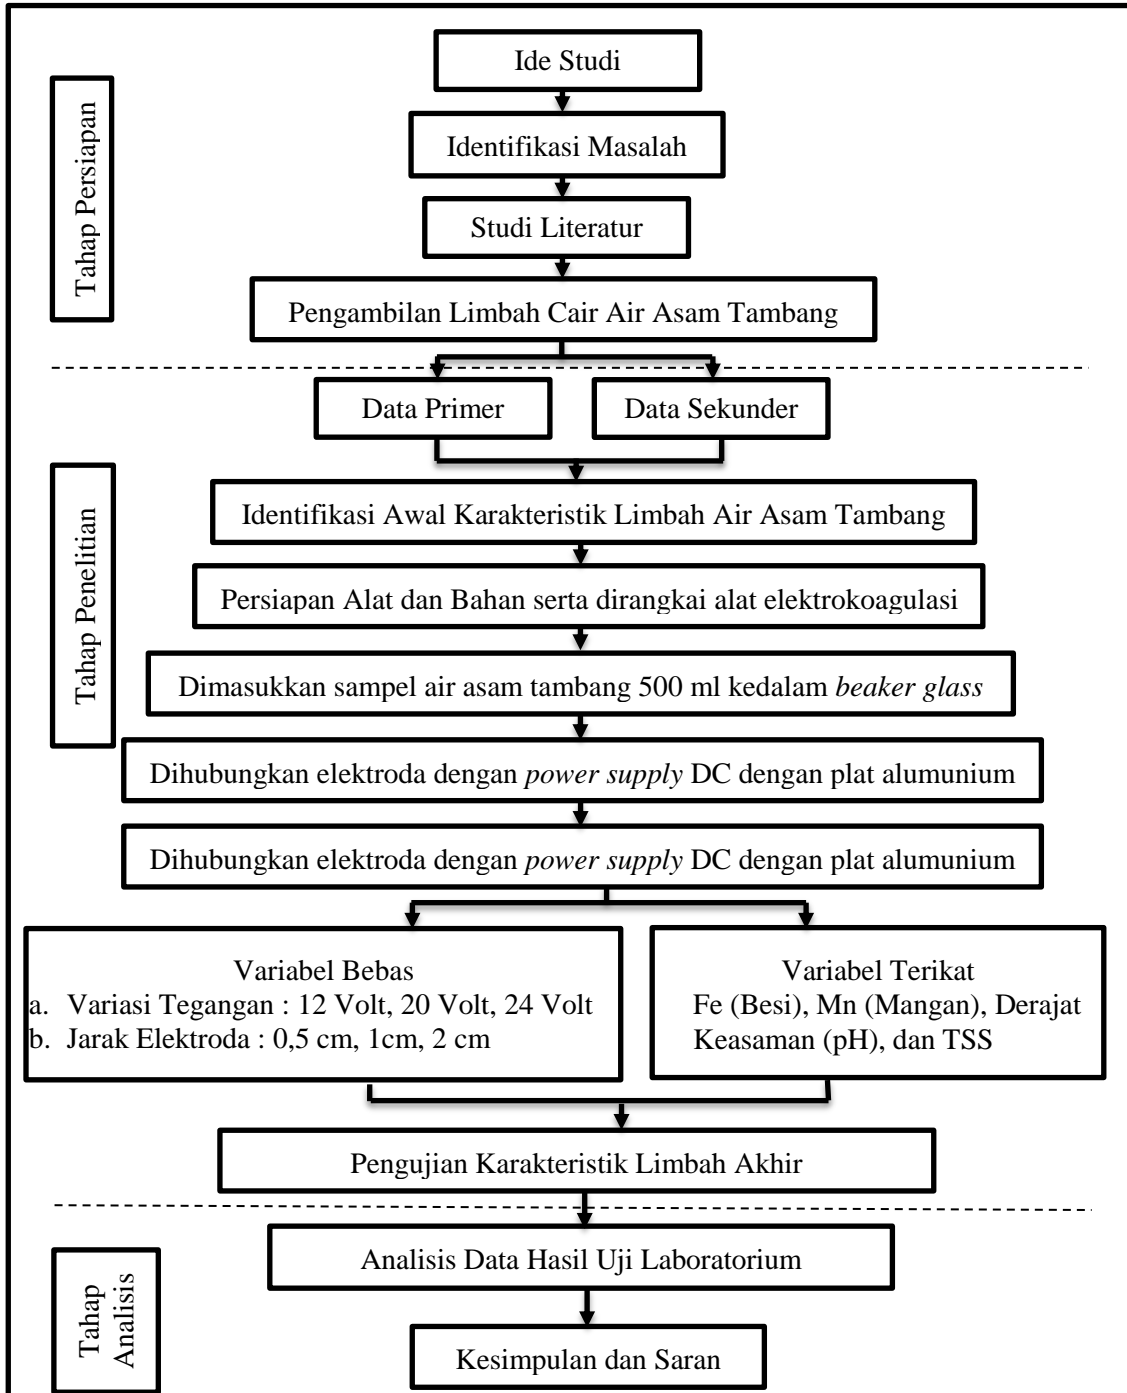 Ide Studi
Tahap Persiapan
Identifikasi Masalah
Studi Literatur
Pengambilan Limbah Cair Air Asam Tambang
Data Primer
Data Sekunder
Tahap Penelitian
Identifikasi Awal Karakteristik Limbah Air Asam Tambang
Persiapan Alat dan Bahan serta dirangkai alat elektrokoagulasi
Dimasukkan sampel air asam tambang 500 ml kedalam beaker glass
Dihubungkan elektroda dengan power supply DC dengan plat alumunium
Dihubungkan elektroda dengan power supply DC dengan plat alumunium
Variabel Bebas
a. Variasi Tegangan : 12 Volt, 20 Volt, 24 Volt
b. Jarak Elektroda : 0,5 cm, 1cm, 2 cm
Variabel Terikat
Fe (Besi), Mn (Mangan), Derajat
Keasaman (pH), dan TSS
Pengujian Karakteristik Limbah Akhir
Tahap
Analisis
Analisis Data Hasil Uji Laboratorium
Kesimpulan dan Saran